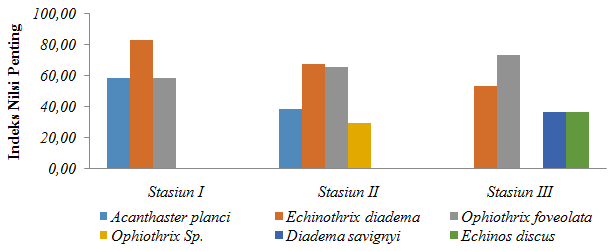 100,00
80,00
60,00
40,00
20,00
0,00
Indeks Nilsi Penting
Stasiun I
Stasiun II
Stasiun III
Acanthaster planci
Echinothrix diadema
Ophiothrix foveolata
Ophiothrix Sp.
Diadema savignyi
Echinos discus